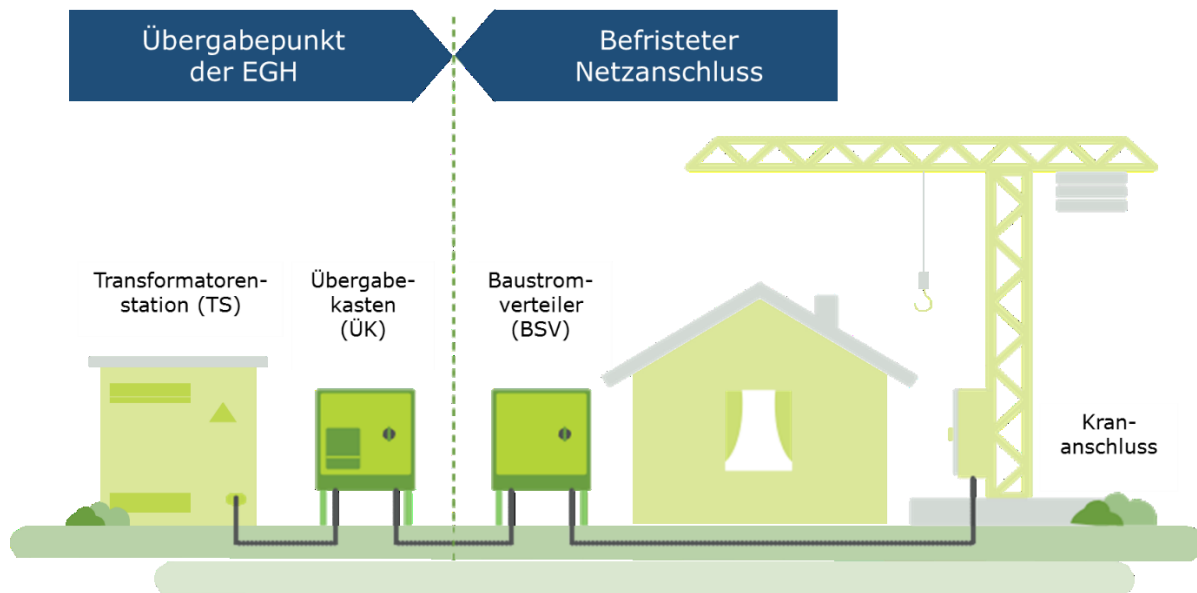 Übergabepunkt
der EGH
Befristeter
Netzanschluss
Transformatoren-
station (TS)
Übergabe-
kasten
(ÜK)
Baustrom-
verteiler
(BSV)
Kran-
anschluss